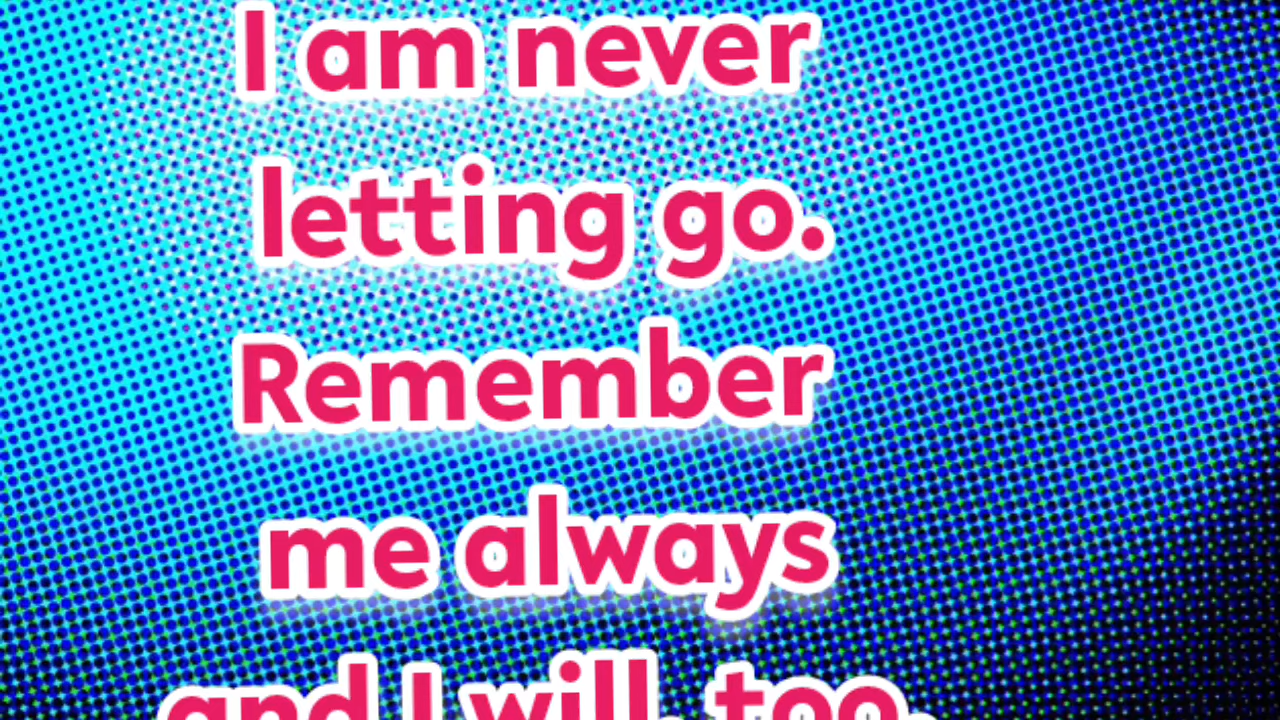 I am never
letting go.
Remember
me always
and I will, too.